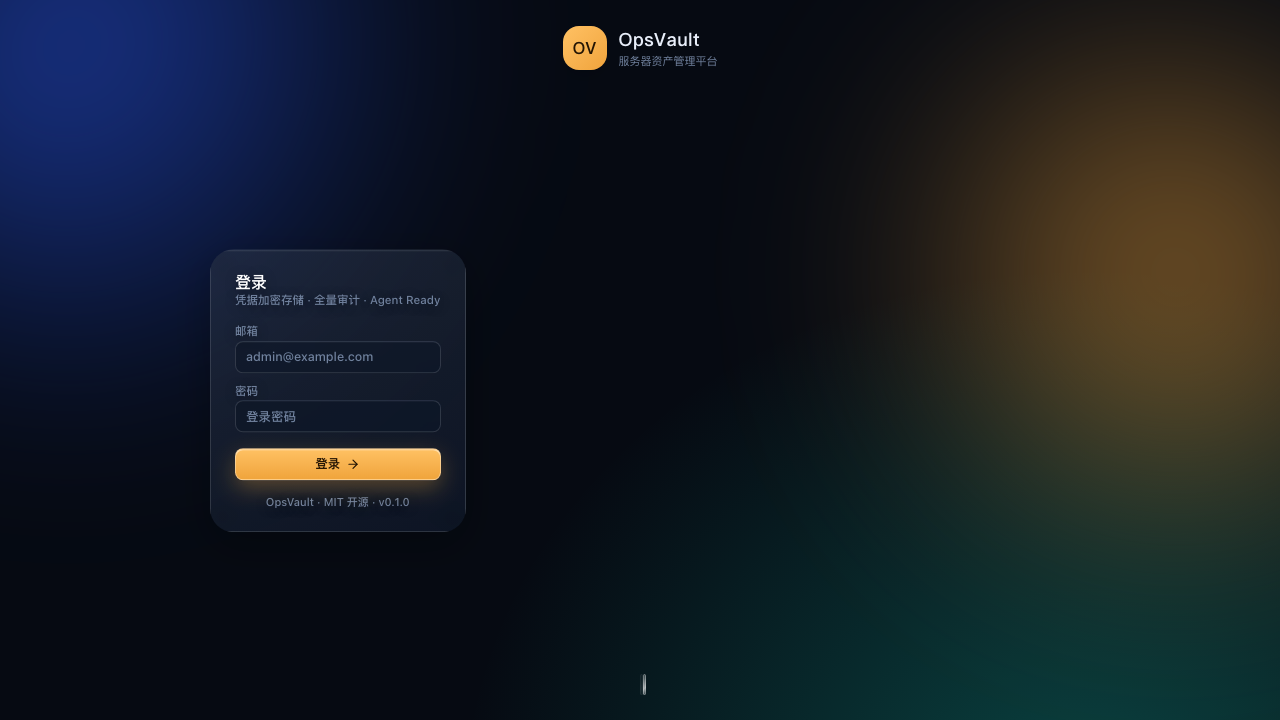 OV
OpsVault
服务器资产管理平台
登录
凭据加密存储 · 全量审计 · Agent Ready
邮箱
admin@example.com
密码
登录密码
登录 →
OpsVault · MIT 开源 · v0.1.0